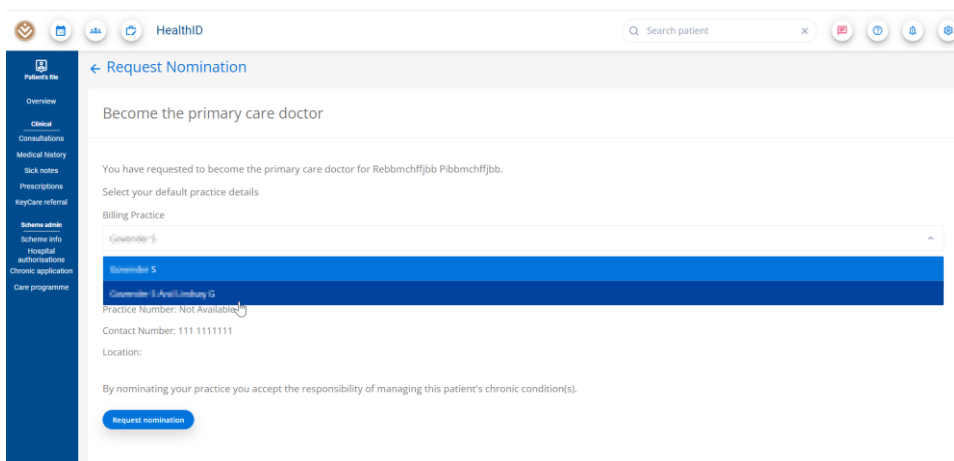 HealthID
Search patient
Patient's file
← Request Nomination
Overview
Clinical
Consultations
Medical history
Sick notes
Prescriptions
KeyCare referral
Scheme admin
Scheme info
Hospital
authorisations
Chronic application
Care programme
Become the primary care doctor
You have requested to become the primary care doctor for Rebbmchffjbb Pibbmchffjbb.
Select your default practice details
Billing Practice
S
Practice Number: Not Available
Contact Number: 111 1111111
Location:
By nominating your practice you accept the responsibility of managing this patient's chronic condition(s).
Request nomination